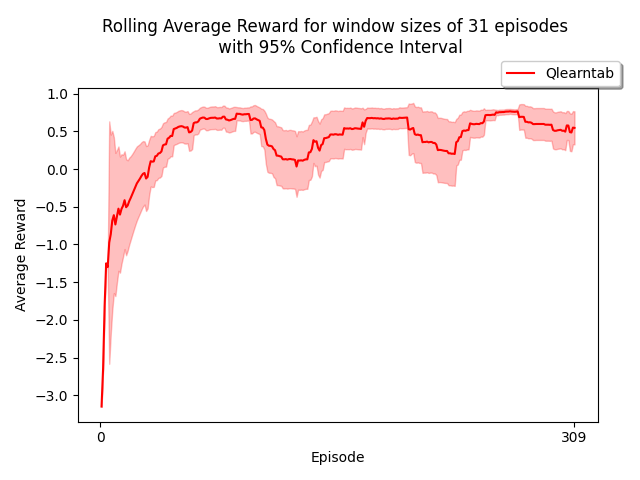 Rolling Average Reward for window sizes of 31 episodes
with 95% Confidence Interval
Qlearntab
1.0
0.5
0.0
−0.5
−1.0
−1.5
−2.0
−2.5
−3.0
Average Reward
0
309
Episode